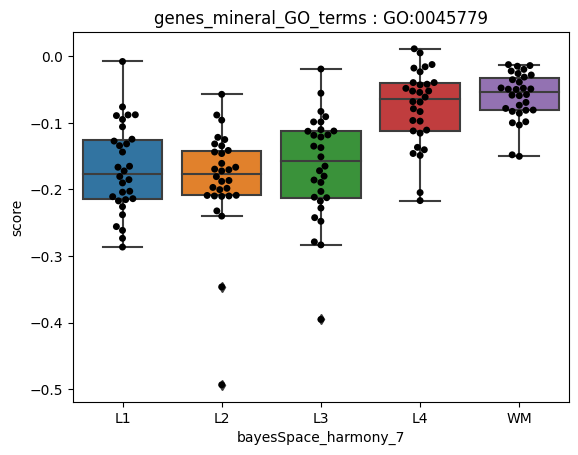 genes_mineral_GO_terms : GO:0045779
score
0.0
−0.1
−0.2
−0.3
−0.4
−0.5
L1 L2 L3 L4 WM
bayesSpace_harmony_7